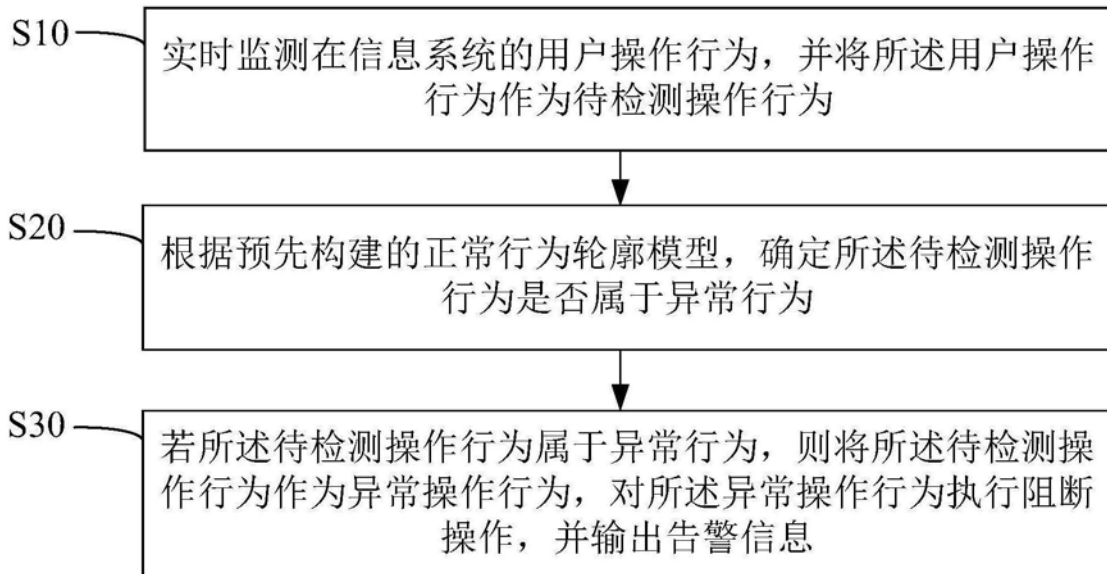 S10
实时监测在信息系统的用户操作行为，并将所述用户操作
行为作为待检测操作行为
S20
根据预先构建的正常行为轮廓模型，确定所述待检测操作
行为是否属于异常行为
S30
若所述待检测操作行为属于异常行为，则将所述待检测操
作行为作为异常操作行为，对所述异常操作行为执行阻断
操作，并输出告警信息